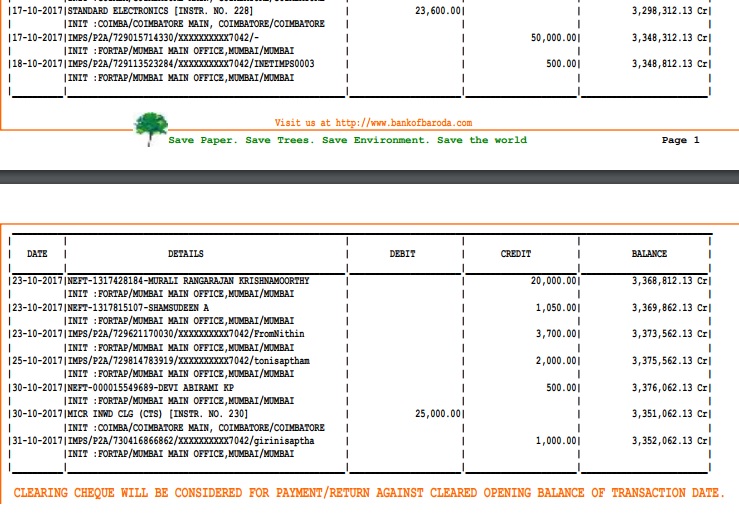 |17-10-2017|STANDARD ELECTRONICS [INSTR. NO. 228] | 23,600.00| | 3,298,312.13 Cr|
|INIT :COIMBA/COIMBATORE MAIN, COIMBATORE/COIMBATORE
|17-10-2017|IMPS/P2A/729015714330/XXXXXXXXXX7042/- | | 50,000.00| 3,348,312.13 Cr|
|INIT :FORTAP/MUMBAI MAIN OFFICE,MUMBAI/MUMBAI
|18-10-2017|IMPS/P2A/729113523284/XXXXXXXXXX7042/INETIMPS0003 | | 500.00| 3,348,812.13 Cr|
|INIT :FORTAP/MUMBAI MAIN OFFICE,MUMBAI/MUMBAI
Visit us at http://www.bankofbaroda.com
Save Paper. Save Trees. Save Environment. Save the world Page 1
| DATE | DETAILS | DEBIT | CREDIT | BALANCE |
|23-10-2017|NEFT-1317428184-MURALI RANGARAJAN KRISHNAMOORTHY | | 20,000.00| 3,368,812.13 Cr|
|INIT :FORTAP/MUMBAI MAIN OFFICE,MUMBAI/MUMBAI
|23-10-2017|NEFT-1317815107-SHAMSUDEEN A | | 1,050.00| 3,369,862.13 Cr|
|INIT :FORTAP/MUMBAI MAIN OFFICE,MUMBAI/MUMBAI
|23-10-2017|IMPS/P2A/729621170030/XXXXXXXXXX7042/FromNithin | | 3,700.00| 3,373,562.13 Cr|
|INIT :FORTAP/MUMBAI MAIN OFFICE,MUMBAI/MUMBAI
|25-10-2017|IMPS/P2A/729814783919/XXXXXXXXXX7042/tonisaptham | | 2,000.00| 3,375,562.13 Cr|
|INIT :FORTAP/MUMBAI MAIN OFFICE,MUMBAI/MUMBAI
|30-10-2017|NEFT-000015549689-DEVI ABIRAMI KP | | 500.00| 3,376,062.13 Cr|
|INIT :FORTAP/MUMBAI MAIN OFFICE,MUMBAI/MUMBAI
|30-10-2017|MICR INWD CLG (CTS) [INSTR. NO. 230] | 25,000.00| | 3,351,062.13 Cr|
|INIT :COIMBA/COIMBATORE MAIN, COIMBATORE/COIMBATORE
|31-10-2017|IMPS/P2A/730416866862/XXXXXXXXXX7042/girinisaptha | | 1,000.00| 3,352,062.13 Cr|
|INIT :FORTAP/MUMBAI MAIN OFFICE,MUMBAI/MUMBAI
CLEARING CHEQUE WILL BE CONSIDERED FOR PAYMENT/RETURN AGAINST CLEARED OPENING BALANCE OF TRANSACTION DATE.